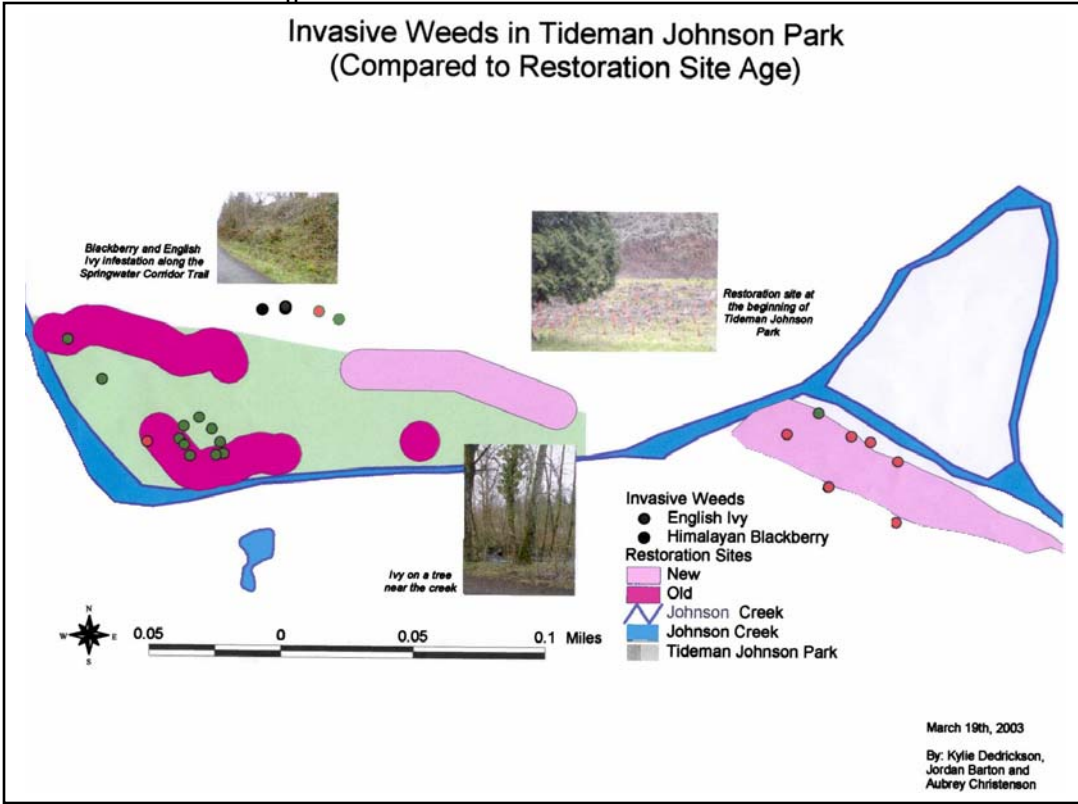 Invasive Weeds in Tideman Johnson Park
(Compared to Restoration Site Age)
Blackberry and English
Ivy infestation along the
Springwater Corridor Trail
Restoration site at
the beginning of
Tideman Johnson
Park
Ivy on a tree
near the creek
Invasive Weeds
English Ivy
Himalayan Blackberry
Restoration Sites
New
Old
Johnson Creek
Johnson Creek
Tideman Johnson Park
N
W E
S
0.05 0 0.05 0.1 Miles
March 19th, 2003
By: Kylie Dedrickson,
Jordan Barton and
Aubrey Christenson